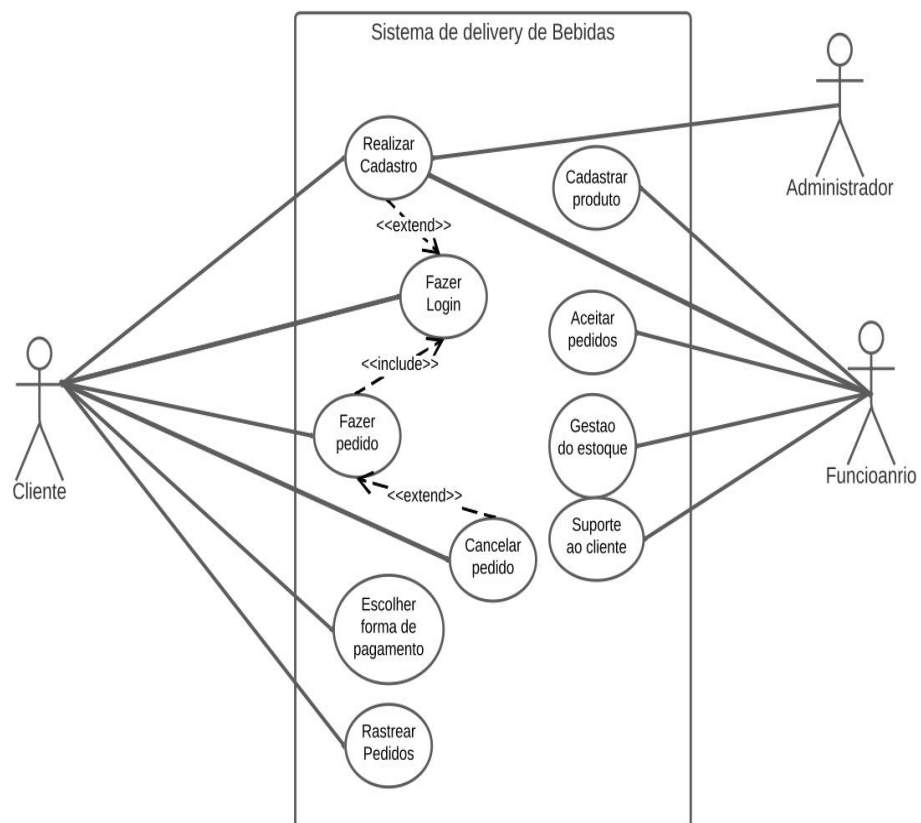 Sistema de delivery de Bebidas
Realizar
Cadastro
Cadastrar
produto
Administrador
<<extend>>
Fazer
Login
Aceitar
pedidos
<<include>>
Fazer
pedido
Gestao
do estoque
Cliente
Funcioanrio
<<extend>>
Suporte
ao cliente
Cancelar
pedido
Escolher
forma de
pagamento
Rastrear
Pedidos